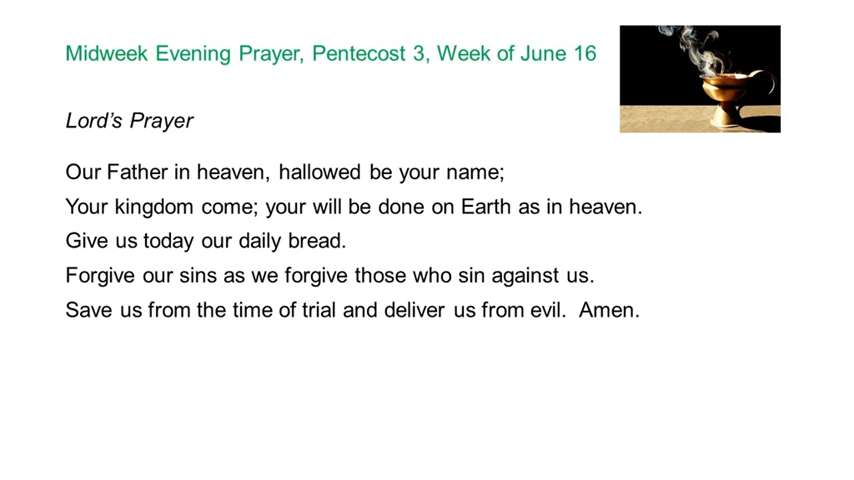 Midweek Evening Prayer, Pentecost 3, Week of June 16
Lord's Prayer
Our Father in heaven, hallowed be your name;
Your kingdom come; your will be done on Earth as in heaven.
Give us today our daily bread.
Forgive our sins as we forgive those who sin against us.
Save us from the time of trial and deliver us from evil.  Amen.